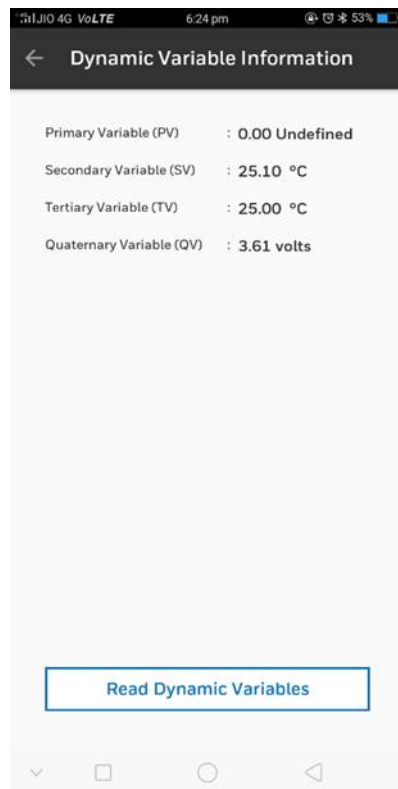 JIO 4G VoLTE 6:24 pm 53%
Dynamic Variable Information
Primary Variable (PV) : 0.00 Undefined
Secondary Variable (SV) : 25.10 °C
Tertiary Variable (TV) : 25.00 °C
Quaternary Variable (QV) : 3.61 volts
Read Dynamic Variables